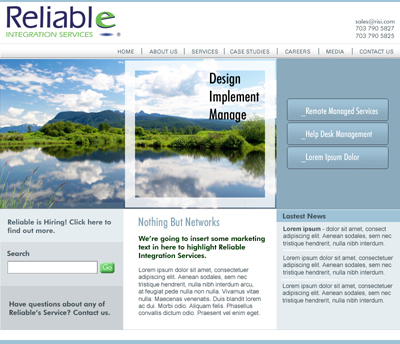 Reliable
INTEGRATION SERVICES
sales@risi.com
703 790 5827
703 790 5825
HOME | ABOUT US | SERVICES | CASE STUDIES | CAREERS | MEDIA | CONTACT US
Design
Implement
Manage
_Remote Managed Services
_Help Desk Management
_Lorem Ipsum Dolor
Reliable is Hiring! Click here to
find out more.
Search
Go
Have questions about any of
Reliable's Service? Contact us.
Nothing But Networks
We're going to insert some marketing
text in here to highlight Reliable
Integration Services.
Lorem ipsum dolor sit amet, consectetuer
adipiscing elit. Aenean sodales, sem nec
tristique hendrerit, nulla nibh interdum arcu,
at feugiat pede nulla non nulla. Vivamus vitae
nulla. Maecenas venenatis. Duis blandit lorem
ac dui. Morbi odio. Aliquam felis. Phasellus
convallis dictum odio. Praesent vel enim eget.
Latest News
Lorem ipsum - dolor sit amet, consectet
adipiscing elit. Aenean sodales, sem nec
tristique hendrerit, nulla nibh interdum.
Lorem ipsum dolor sit amet, consectetuer
adipiscing elit. Aenean sodales, sem nec
tristique hendrerit, nulla nibh interdum.
Lorem ipsum dolor sit amet, consectetuer
adipiscing elit. Aenean sodales, sem nec
tristique hendrerit, nulla nibh interdum.